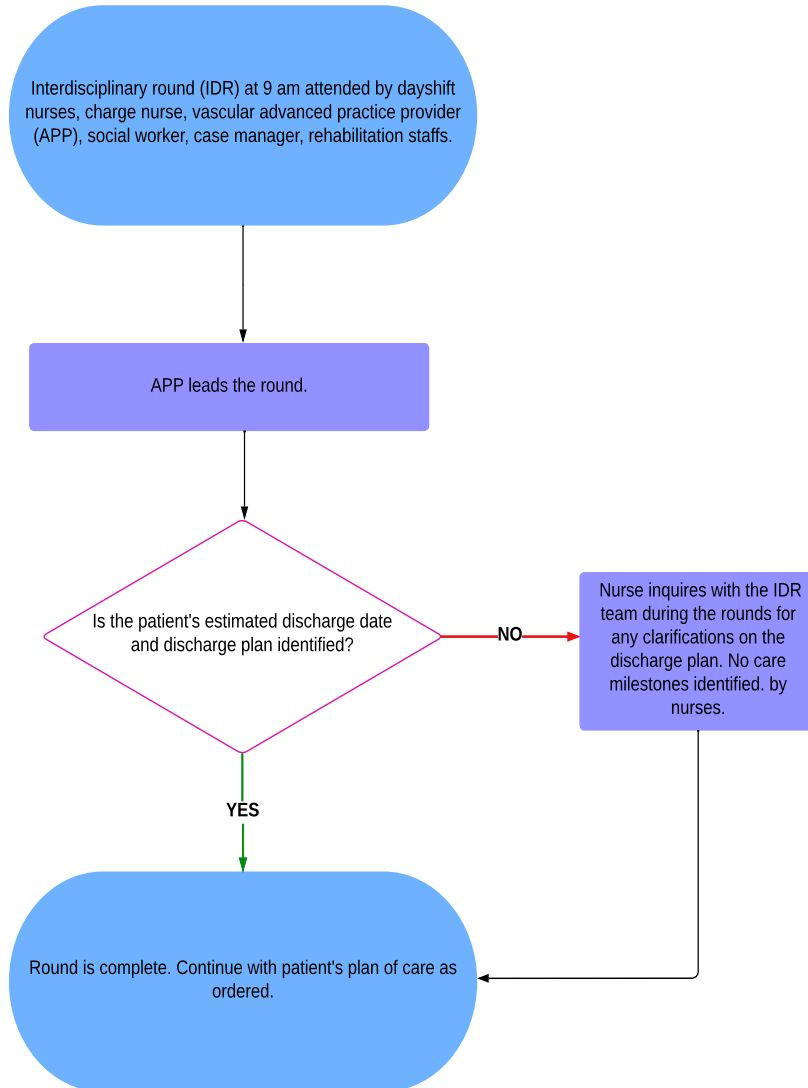 Interdisciplinary round (IDR) at 9 am attended by dayshift
nurses, charge nurse, vascular advanced practice provider
(APP), social worker, case manager, rehabilitation staffs.
APP leads the round.
Is the patient's estimated discharge date
and discharge plan identified?
NO
Nurse inquires with the IDR
team during the rounds for
any clarifications on the
discharge plan. No care
milestones identified. by
nurses.
YES
Round is complete. Continue with patient's plan of care as
ordered.